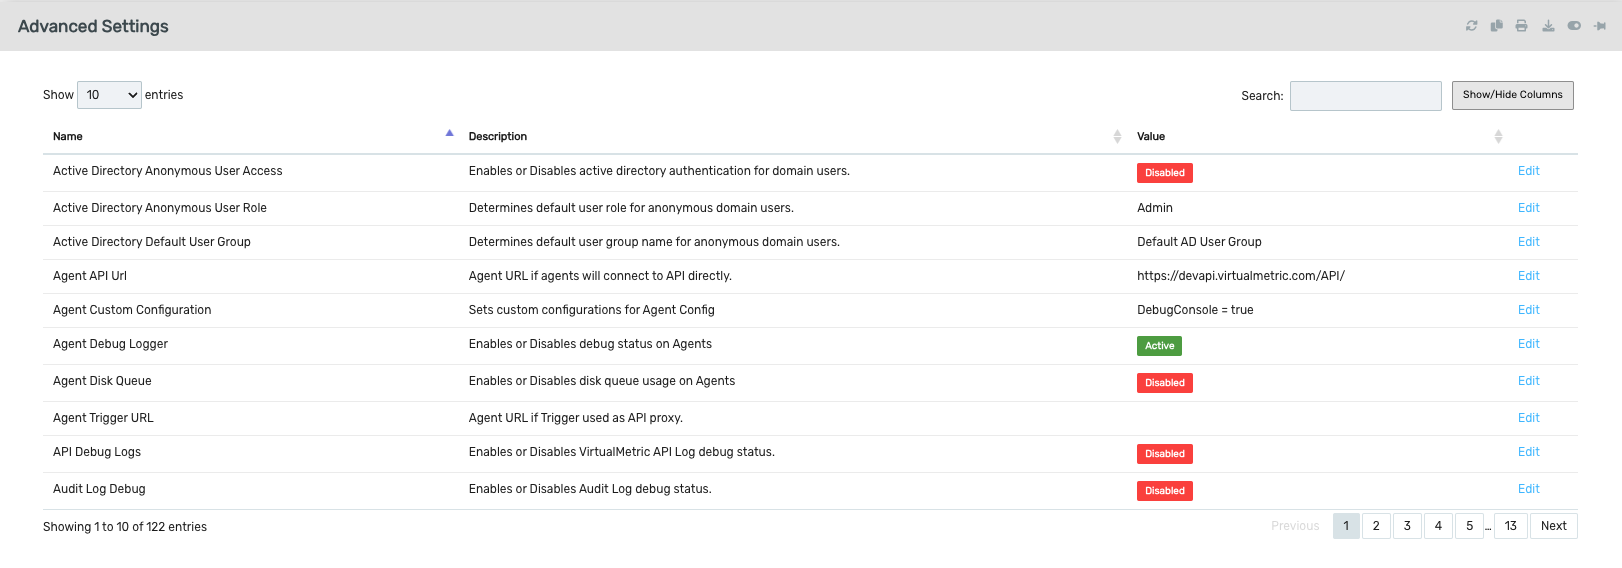 Advanced Settings
Show 10 entries Search: Show/Hide Columns
Name Description Value
Active Directory Anonymous User Access Enables or Disables active directory authentication for domain users. Disabled Edit
Active Directory Anonymous User Role Determines default user role for anonymous domain users. Admin Edit
Active Directory Default User Group Determines default user group name for anonymous domain users. Default AD User Group Edit
Agent API Url Agent URL if agents will connect to API directly. https://devapi.virtualmetric.com/API/ Edit
Agent Custom Configuration Sets custom configurations for Agent Config DebugConsole = true Edit
Agent Debug Logger Enables or Disables debug status on Agents Active Edit
Agent Disk Queue Enables or Disables disk queue usage on Agents Disabled Edit
Agent Trigger URL Agent URL if Trigger used as API proxy. Edit
API Debug Logs Enables or Disables VirtualMetric API Log debug status. Disabled Edit
Audit Log Debug Enables or Disables Audit Log debug status. Disabled Edit
Showing 1 to 10 of 122 entries Previous 1 2 3 4 5 … 13 Next